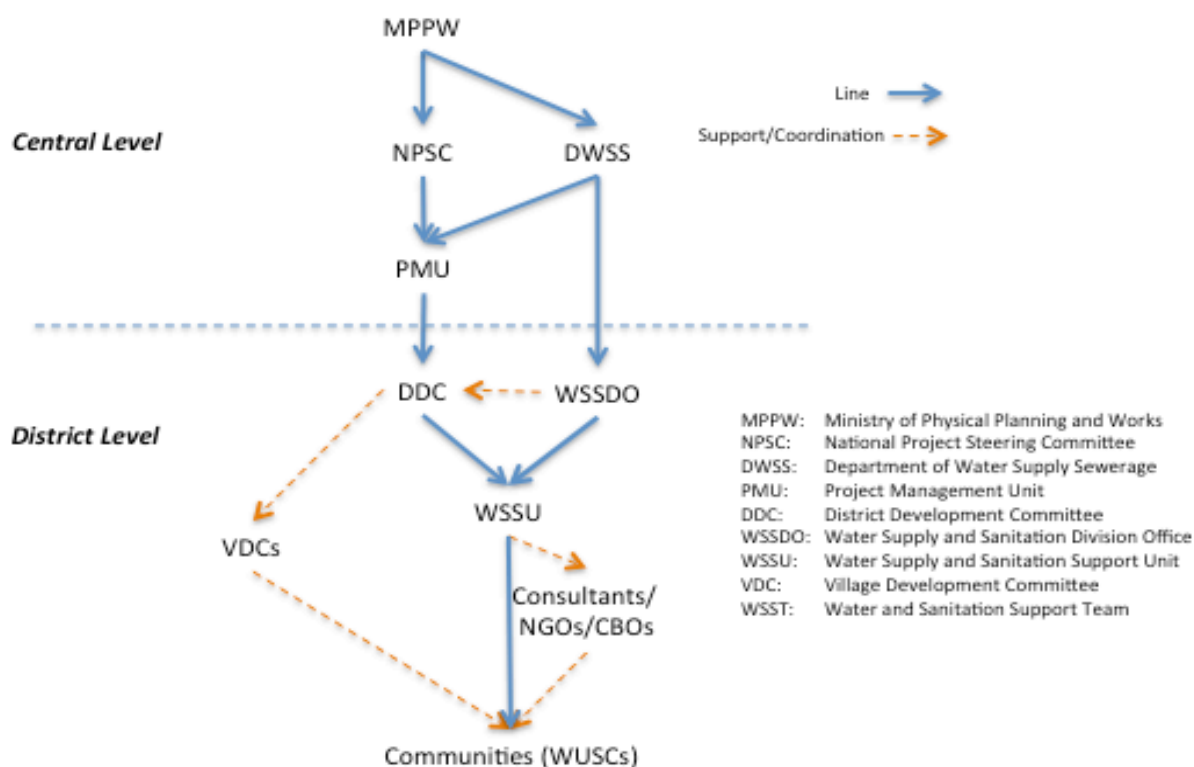 MPPW
Line
Support/Coordination
Central Level
NPSC DWSS
PMU
DDC WSSDO
District Level
WSSU
VDCs
Consultants/
NGOs/CBOs
Communities (WUSCs)
MPPW: Ministry of Physical Planning and Works
NPSC: National Project Steering Committee
DWSS: Department of Water Supply Sewerage
PMU: Project Management Unit
DDC: District Development Committee
WSSDO: Water Supply and Sanitation Division Office
WSSU: Water Supply and Sanitation Support Unit
VDC: Village Development Committee
WSST: Water and Sanitation Support Team